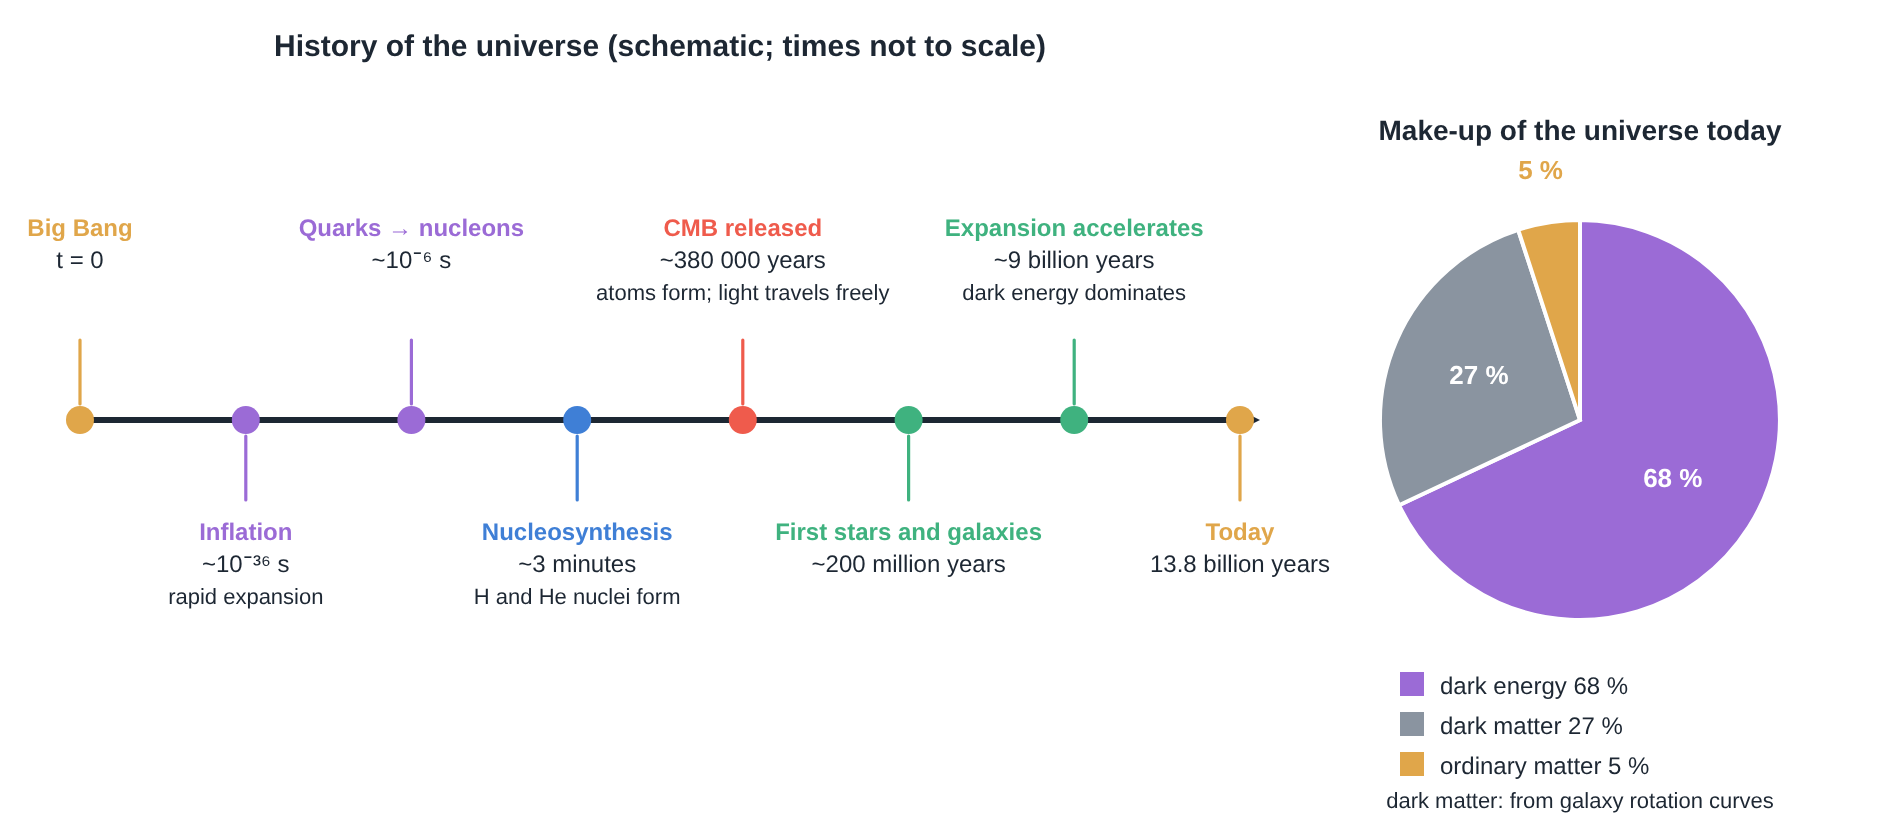 History of the universe (schematic; times not to scale)
Big Bang
t = 0
Quarks → nucleons
~10⁻⁶ s
CMB released
~380 000 years
atoms form; light travels freely
Expansion accelerates
~9 billion years
dark energy dominates
Inflation
~10⁻³⁶ s
rapid expansion
Nucleosynthesis
~3 minutes
H and He nuclei form
First stars and galaxies
~200 million years
Today
13.8 billion years
Make-up of the universe today
5 %
27 %
68 %
dark energy 68 %
dark matter 27 %
ordinary matter 5 %
dark matter: from galaxy rotation curves